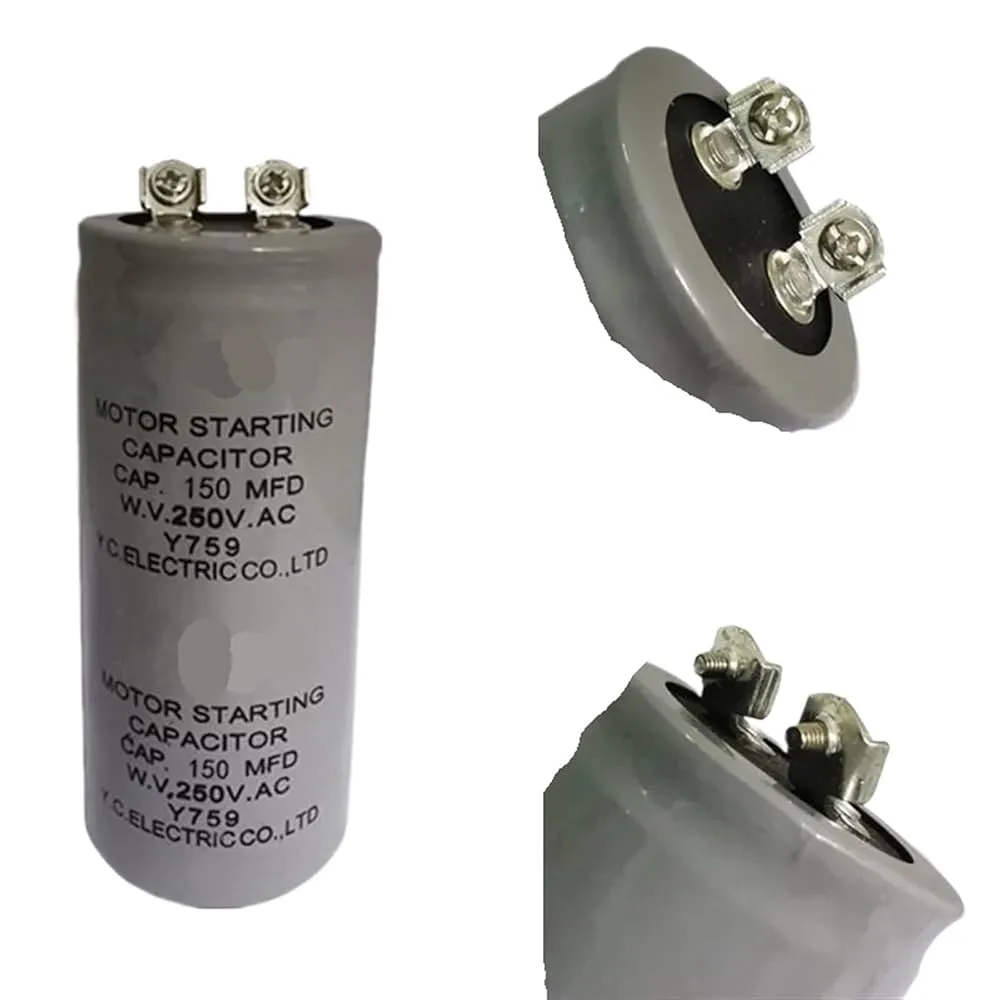 MOTOR STARTING
CAPACITOR
CAP. 150 MFD
W.V.250V.AC
Y759
Y.C.ELECTRIC CO.,LTD
MOTOR STARTING
CAPACITOR
CAP. 150 MFD
W.V.250V.AC
Y759
Y.C.ELECTRIC CO.,LTD